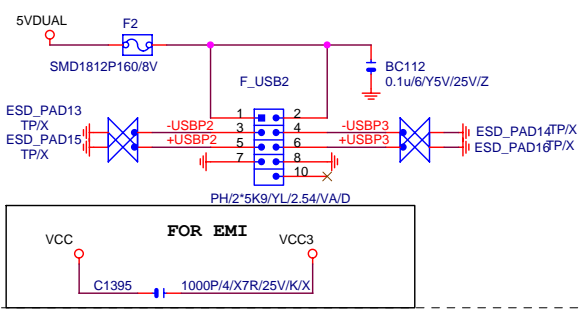 5VDUAL
F2
SMD1812P160/8V
BC112
0.1u/6/Y5V/25V/Z
F_USB2
1 2
ESD_PAD13
TP/X
-USBP2 3 4 -USBP3
ESD_PAD14 TP/X
ESD_PAD15
TP/X
+USBP2 5 6 +USBP3
ESD_PAD16 TP/X
7 8
10
PH/2*5K9/YL/2.54/VA/D
FOR EMI
VCC
VCC3
C1395
1000P/4/X7R/25V/K/X